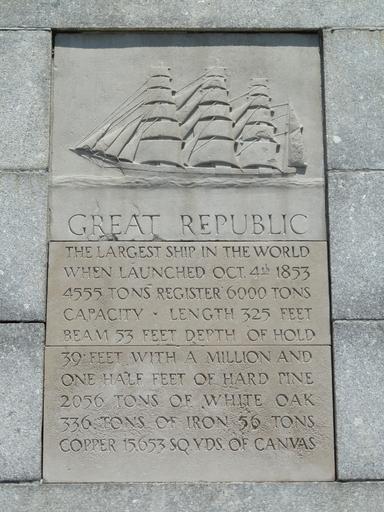 GREAT REPUBLIC
THE LARGEST SHIP IN THE WORLD
WHEN LAUNCHED OCT. 4th 1853
4555 TONS REGISTER 6000 TONS
CAPACITY · LENGTH 325 FEET
BEAM 53 FEET DEPTH OF HOLD
39 FEET WITH A MILLION AND
ONE HALF FEET OF HARD PINE
2056 TONS OF WHITE OAK
336 TONS OF IRON 56 TONS
COPPER 15,653 SQ.YDS. OF CANVAS